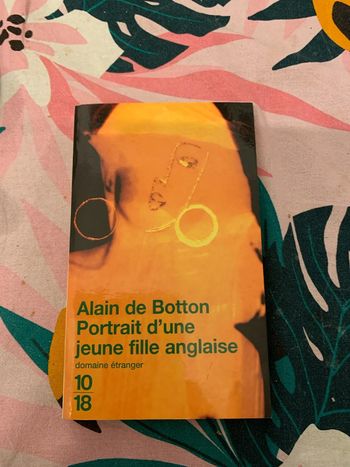 Alain de Botton
Portrait d'une
jeune fille anglaise
domaine étranger
10
18